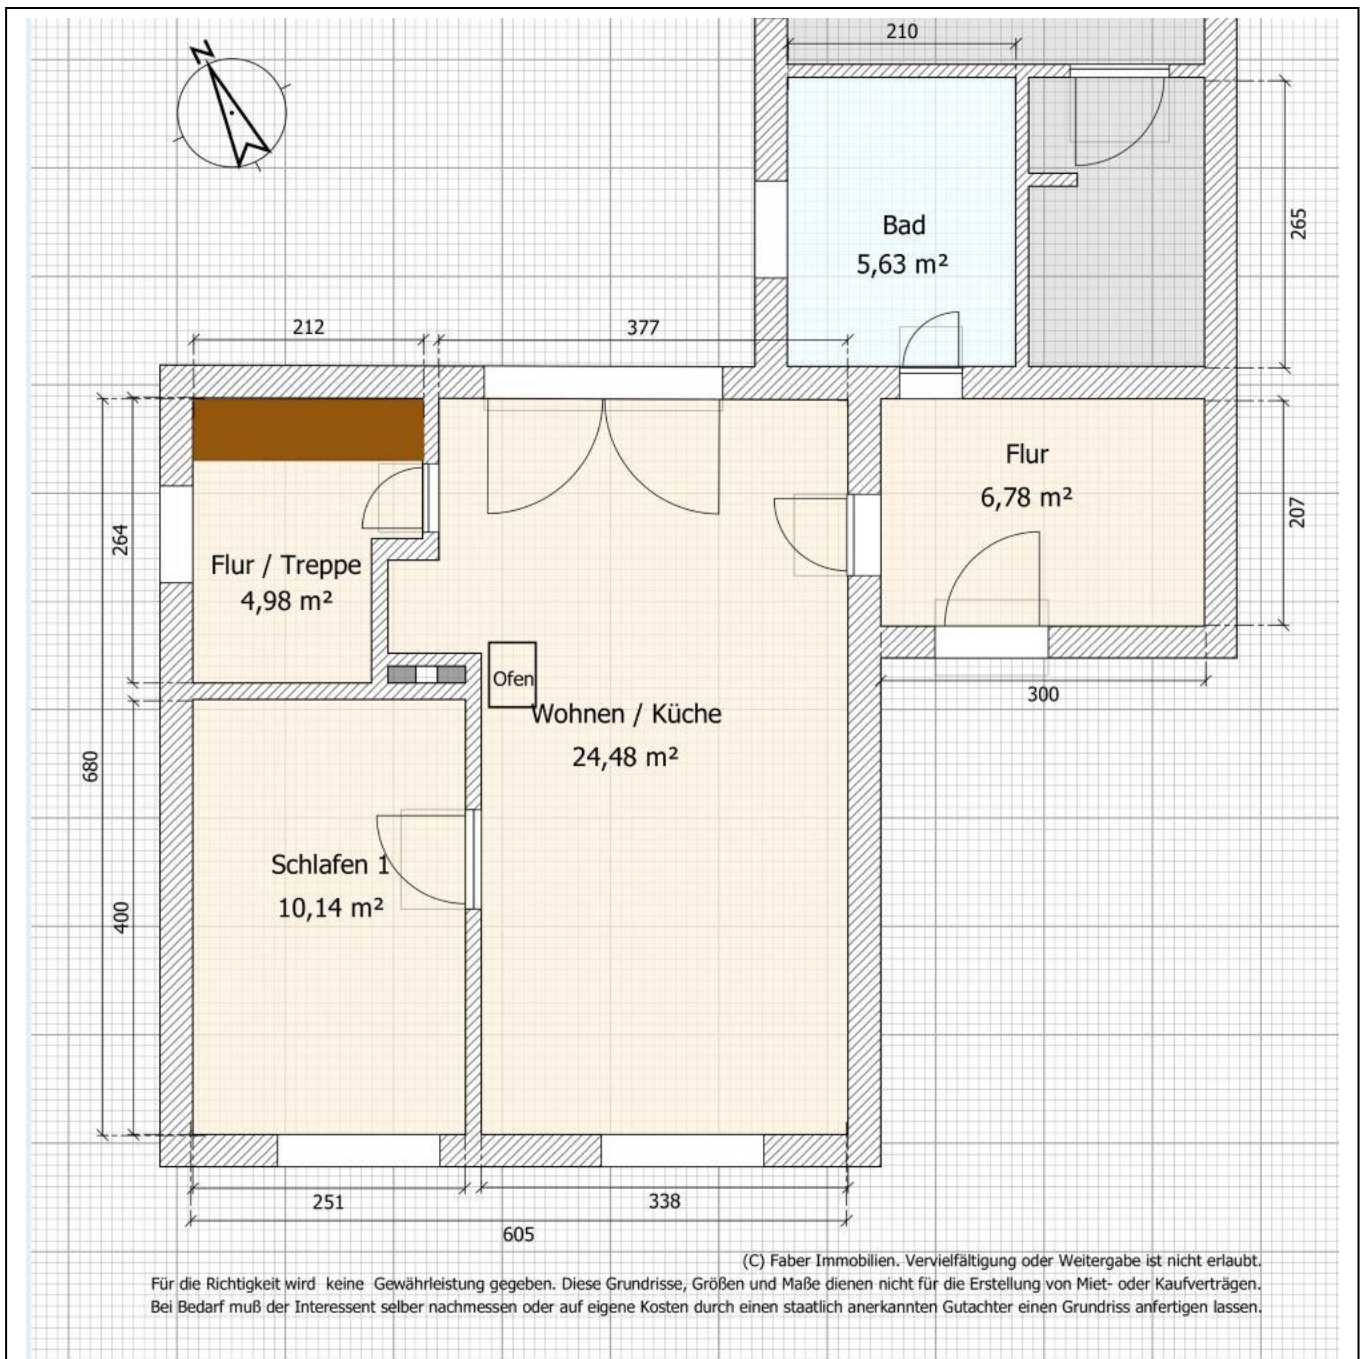 N
210
265
Bad
5,63 m²
212
377
Flur
6,78 m²
207
264
Flur / Treppe
4,98 m²
Ofen
300
Wohnen / Küche
24,48 m²
680
Schlafen 1
10,14 m²
400
251
338
605
(C) Faber Immobilien. Vervielfältigung oder Weitergabe ist nicht erlaubt.
Für die Richtigkeit wird keine Gewährleistung gegeben. Diese Grundrisse, Größen und Maße dienen nicht für die Erstellung von Miet- oder Kaufverträgen.
Bei Bedarf muß der Interessent selber nachmessen oder auf eigene Kosten durch einen staatlich anerkannten Gutachter einen Grundriss anfertigen lassen.